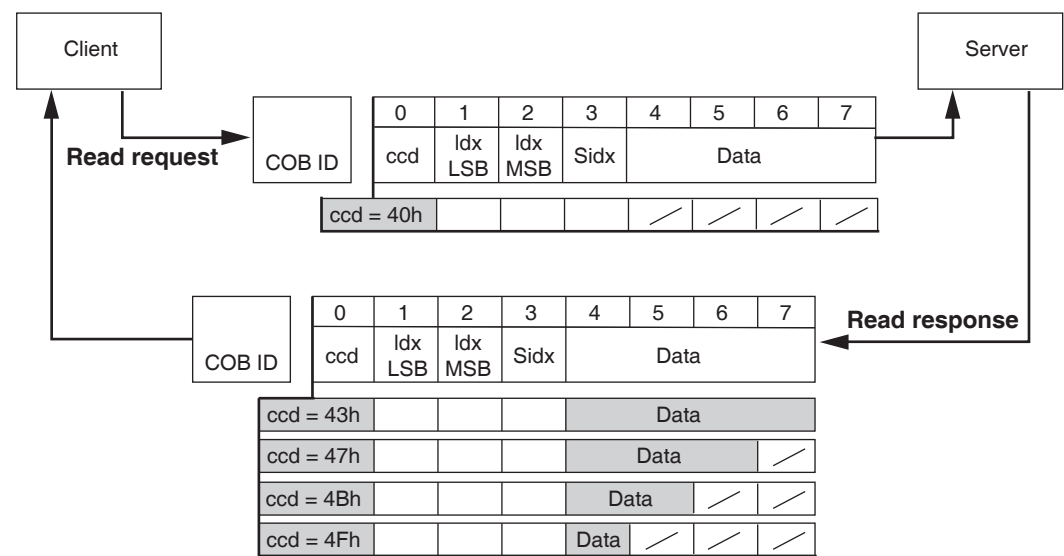 Client
Server
0 1 2 3 4 5 6 7
Read request
COB ID
ccd
Idx LSB
Idx MSB
Sidx
Data
ccd = 40h
0 1 2 3 4 5 6 7
Read response
COB ID
ccd
Idx LSB
Idx MSB
Sidx
Data
ccd = 43h
Data
ccd = 47h
Data
ccd = 4Bh
Data
ccd = 4Fh
Data